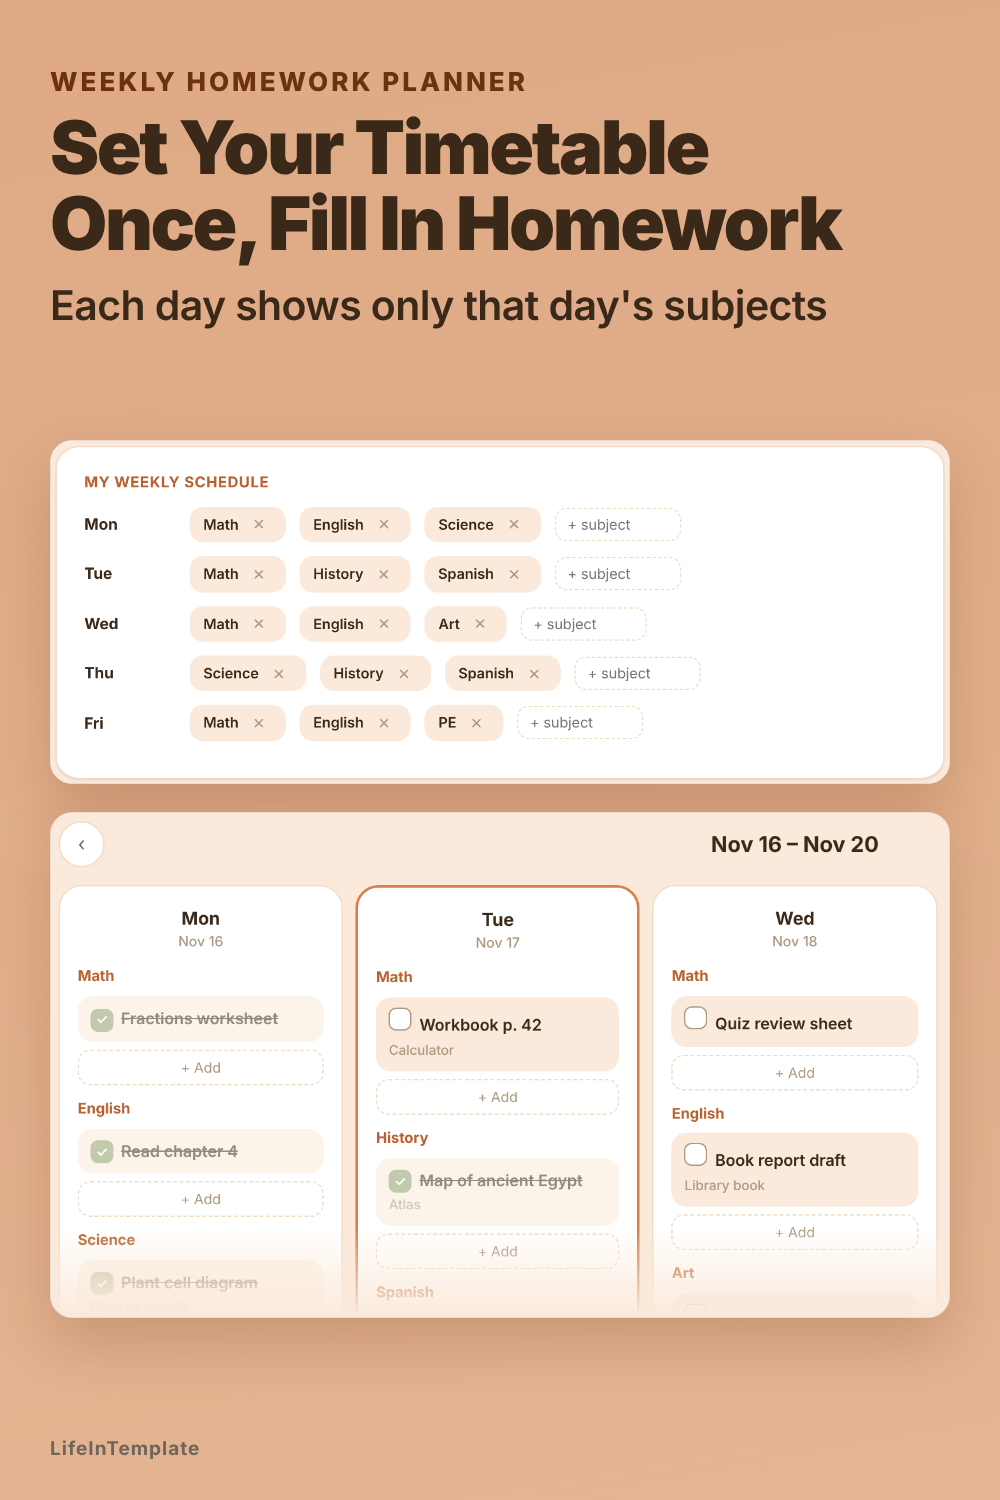 WEEKLY HOMEWORK PLANNER
Set Your Timetable
Once, Fill In Homework
Each day shows only that day's subjects
MY WEEKLY SCHEDULE
Mon Math × English × Science × + subject
Tue Math × History × Spanish × + subject
Wed Math × English × Art × + subject
Thu Science × History × Spanish × + subject
Fri Math × English × PE × + subject
‹ Nov 16 – Nov 20
Mon
Nov 16
Math
Fractions worksheet
+ Add
English
Read chapter 4
+ Add
Science
Plant cell diagram
Colored pencils
Tue
Nov 17
Math
Workbook p. 42
Calculator
+ Add
History
Map of ancient Egypt
Atlas
+ Add
Spanish
Wed
Nov 18
Math
Quiz review sheet
+ Add
English
Book report draft
Library book
+ Add
Art
LifeInTemplate